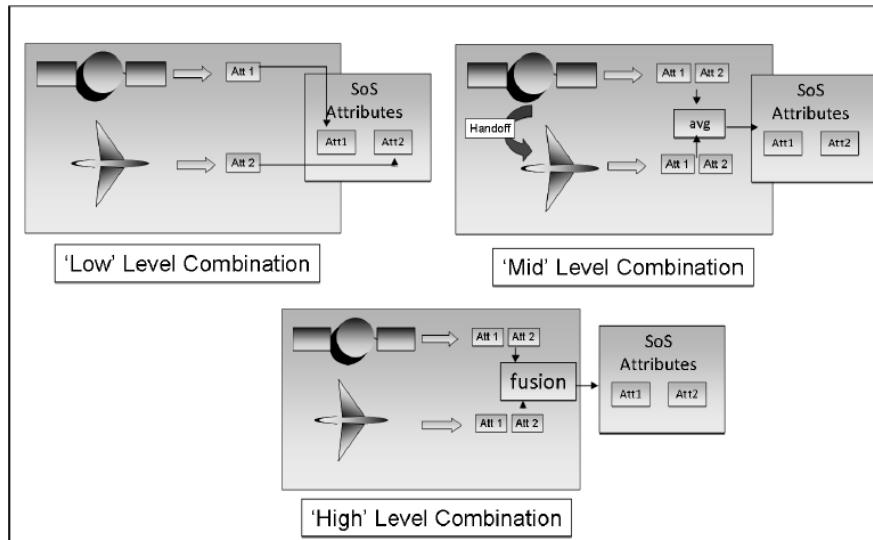 Att 1
SoS
Attributes
Att1 Att2
Att 2
'Low' Level Combination
Att 1 Att 2
Handoff
avg
Att 1 Att 2
SoS
Attributes
Att1 Att2
'Mid' Level Combination
Att 1 Att 2
fusion
Att 1 Att 2
SoS
Attributes
Att1 Att2
'High' Level Combination